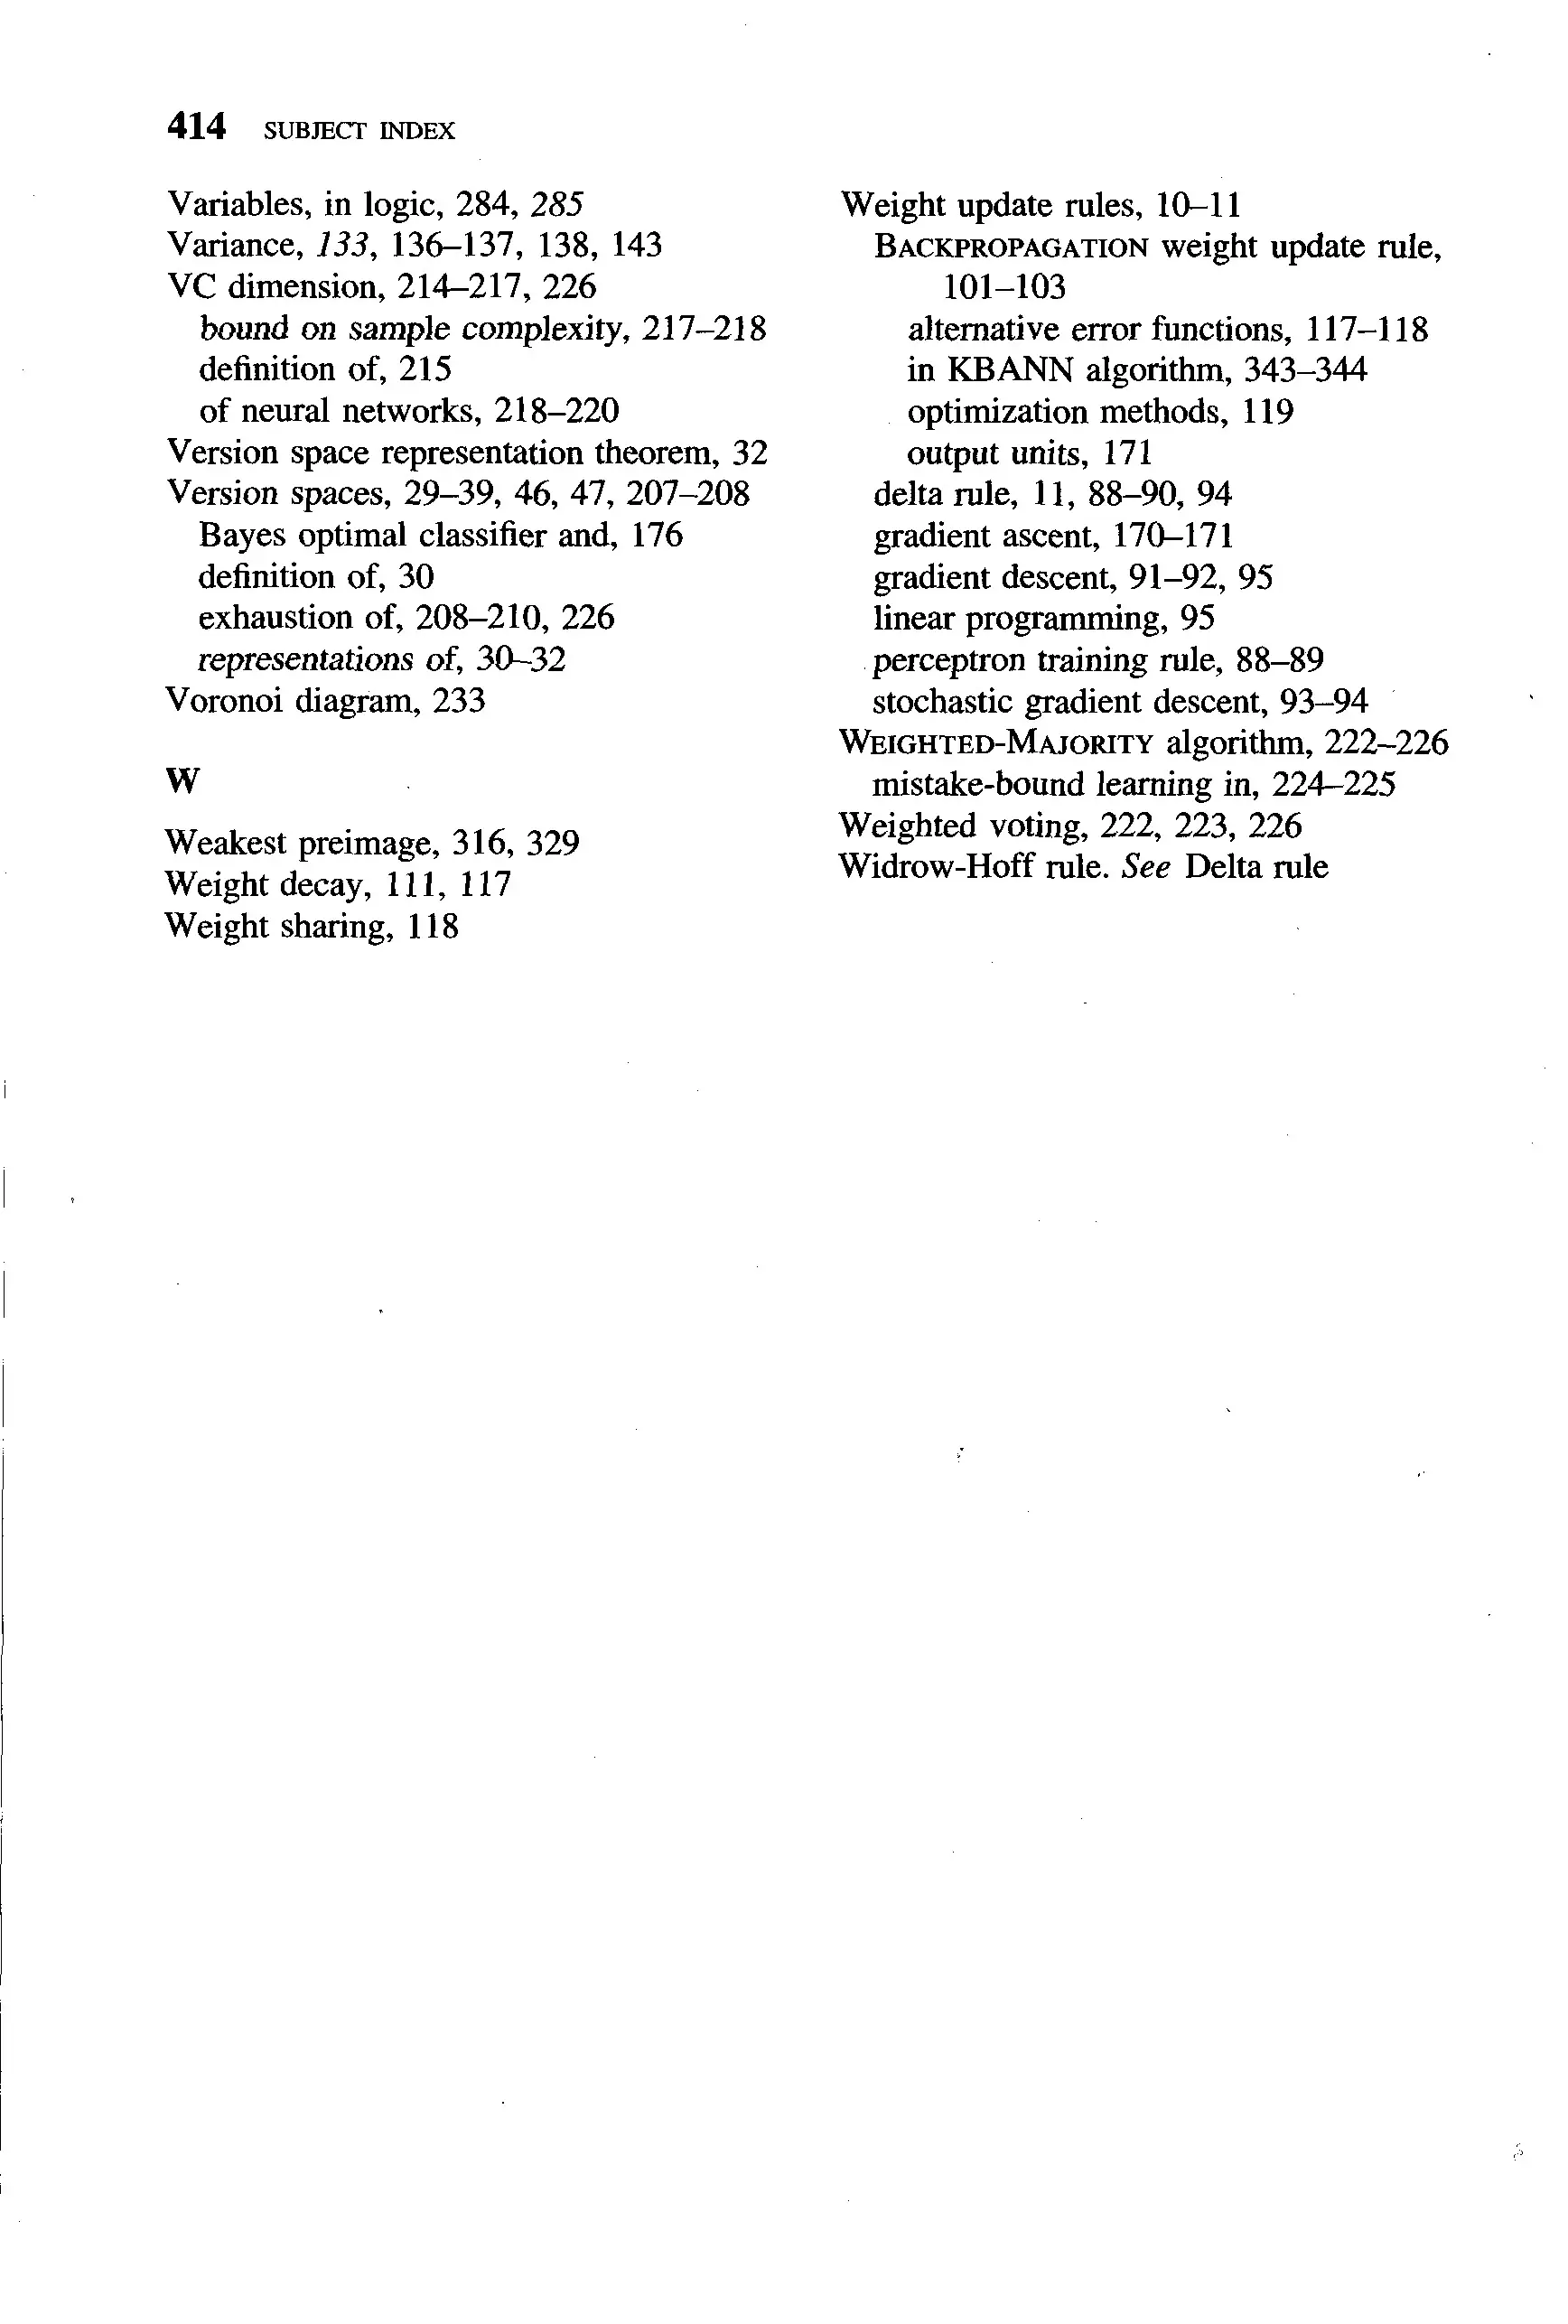 414 SUBJECT INDEX
Variables, in logic, 284, 285
Variance, 133, 136–137, 138, 143
VC dimension, 214–217, 226
bound on sample complexity, 217–218
definition of, 215
of neural networks, 218–220
Version space representation theorem, 32
Version spaces, 29–39, 46, 47, 207–208
Bayes optimal classifier and, 176
definition of, 30
exhaustion of, 208–210, 226
representations of, 30–32
Voronoi diagram, 233
W
Weakest preimage, 316, 329
Weight decay, 111, 117
Weight sharing, 118
Weight update rules, 10–11
BACKPROPAGATION weight update rule,
101–103
alternative error functions, 117–118
in KBANN algorithm, 343–344
optimization methods, 119
output units, 171
delta rule, 11, 88–90, 94
gradient ascent, 170–171
gradient descent, 91–92, 95
linear programming, 95
perceptron training rule, 88–89
stochastic gradient descent, 93–94
WEIGHTED-MAJORITY algorithm, 222–226
mistake-bound learning in, 224–225
Weighted voting, 222, 223, 226
Widrow-Hoff rule. See Delta rule